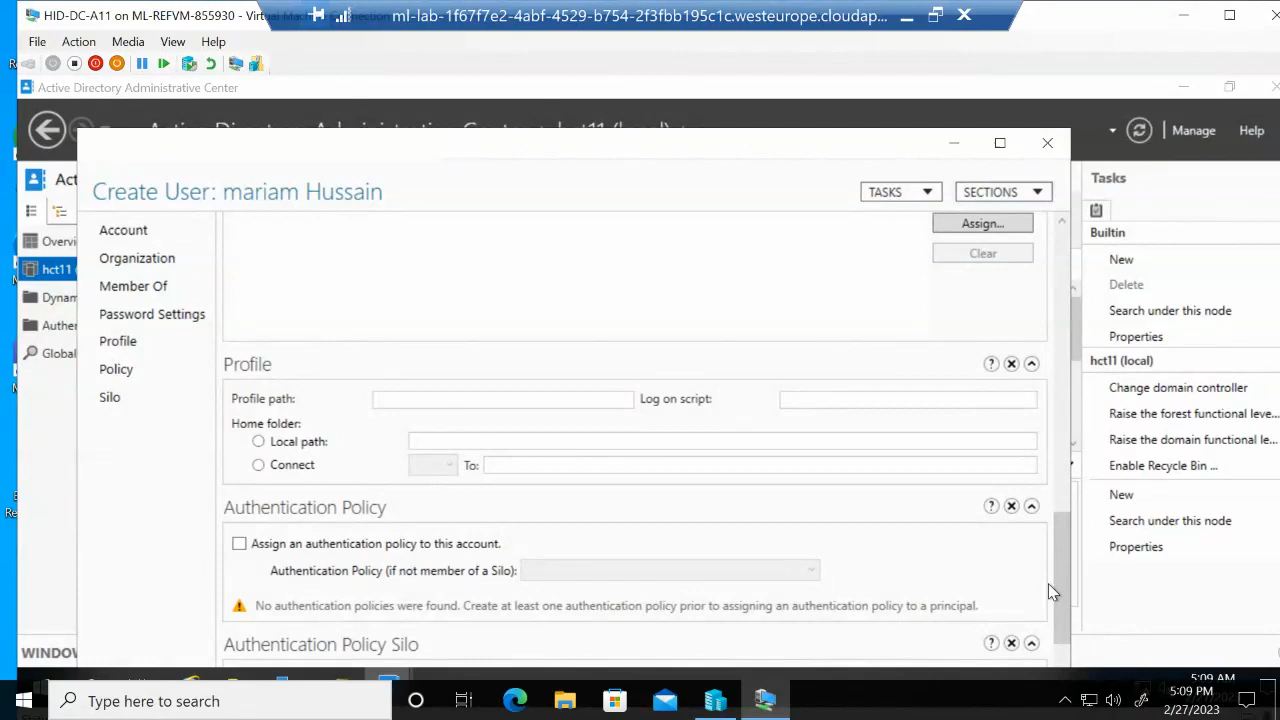 HID-DC-A11 on ML-REFVM-855930 - Virtual Mac
ml-lab-1f67f7e2-4abf-4529-b754-2f3fbb195c1c.westeurope.cloudap...
File Action Media View Help
Active Directory Administrative Center
Manage Help
Create User: mariam Hussain
TASKS SECTIONS
Account
Organization
Member Of
Password Settings
Profile
Policy
Silo
Assign...
Clear
Profile
Profile path: Log on script:
Home folder:
Local path:
Connect To:
Authentication Policy
Assign an authentication policy to this account.
Authentication Policy (if not member of a Silo):
No authentication policies were found. Create at least one authentication policy prior to assigning an authentication policy to a principal.
Authentication Policy Silo
Act
Overvi
hct11 (
Dynam
Authen
Global
WINDOW
Tasks
Builtin
New
Delete
Search under this node
Properties
hct11 (local)
Change domain controller
Raise the forest functional leve...
Raise the domain functional le...
Enable Recycle Bin ...
New
Search under this node
Properties
5:09 AM
Type here to search
5:09 PM
2/27/2023